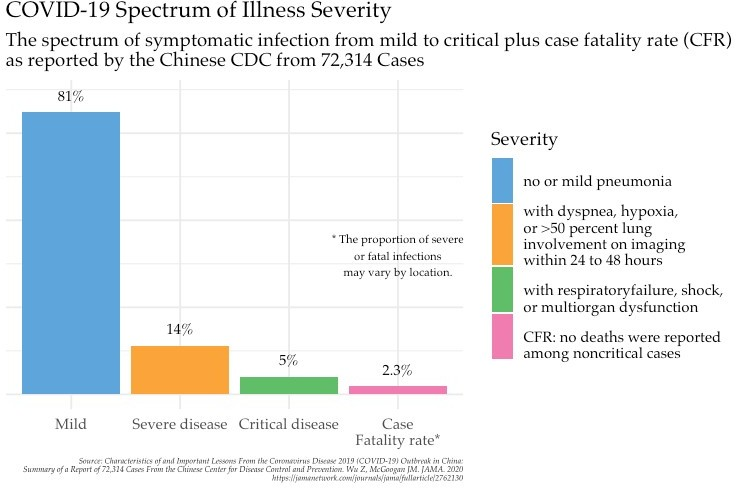 COVID-19 Spectrum of Illness Severity
The spectrum of symptomatic infection from mild to critical plus case fatality rate (CFR)
as reported by the Chinese CDC from 72,314 Cases
81%
14%
5%
2.3%
* The proportion of severe
or fatal infections
may vary by location.
Mild
Severe disease
Critical disease
Case
Fatality rate*
Severity
no or mild pneumonia
with dyspnea, hypoxia,
or >50 percent lung
involvement on imaging
within 24 to 48 hours
with respiratoryfailure, shock,
or multiorgan dysfunction
CFR: no deaths were reported
among noncritical cases
Source: Characteristics of and Important Lessons From the Coronavirus Disease 2019 (COVID-19) Outbreak in China:
Summary of a Report of 72,314 Cases From the Chinese Center for Disease Control and Prevention. Wu Z, McGoogan JM. JAMA. 2020
https://jamanetwork.com/journals/jama/fullarticle/2762130